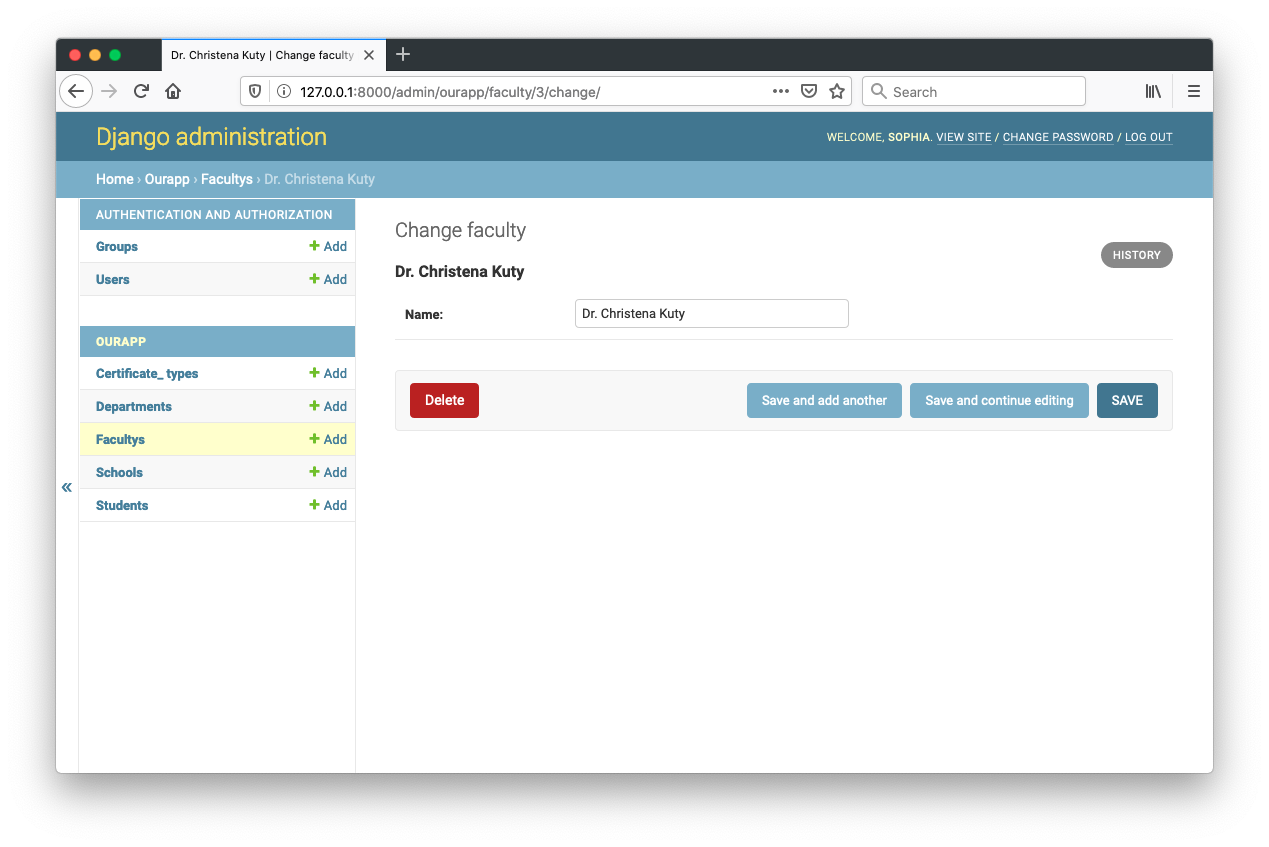 Dr. Christena Kuty | Change faculty
127.0.0.1:8000/admin/ourapp/faculty/3/change/
Search
Django administration
WELCOME, SOPHIA. VIEW SITE / CHANGE PASSWORD / LOG OUT
Home › Ourapp › Facultys › Dr. Christena Kuty
AUTHENTICATION AND AUTHORIZATION
Groups + Add
Users + Add
OURAPP
Certificate_ types + Add
Departments + Add
Facultys + Add
Schools + Add
Students + Add
«
Change faculty
HISTORY
Dr. Christena Kuty
Name: Dr. Christena Kuty
Delete Save and add another Save and continue editing SAVE